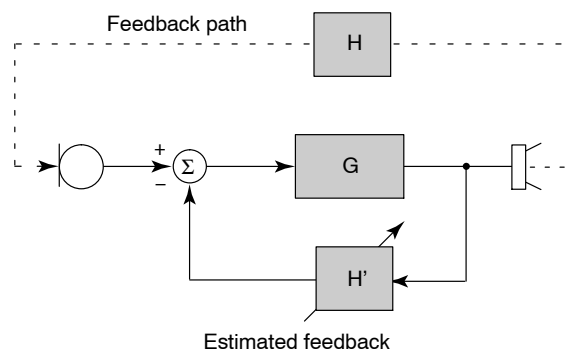 Feedback path
H
+
Σ
−
G
H'
Estimated feedback